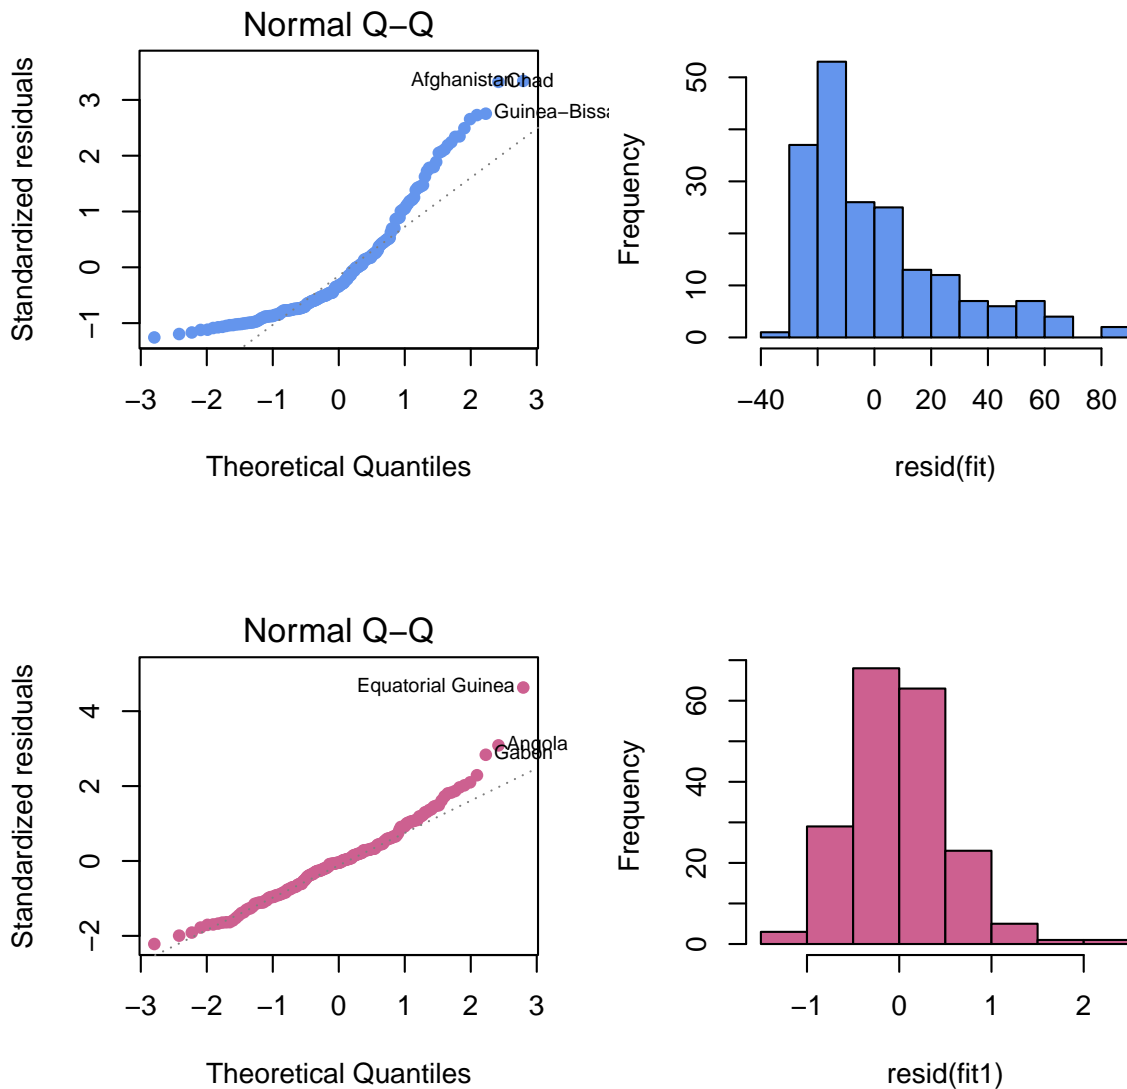 Normal Q−Q
Standardized residuals
3
2
1
0
−1
Afghanistan
Chad
Guinea−Bissa
−3 −2 −1 0 1 2 3
Theoretical Quantiles
Frequency
50
30
10
0
−40 0 20 40 60 80
resid(fit)
Normal Q−Q
Standardized residuals
4
2
0
−2
Equatorial Guinea
Angola
Gabon
−3 −2 −1 0 1 2 3
Theoretical Quantiles
Frequency
60
40
20
0
−1 0 1 2
resid(fit1)